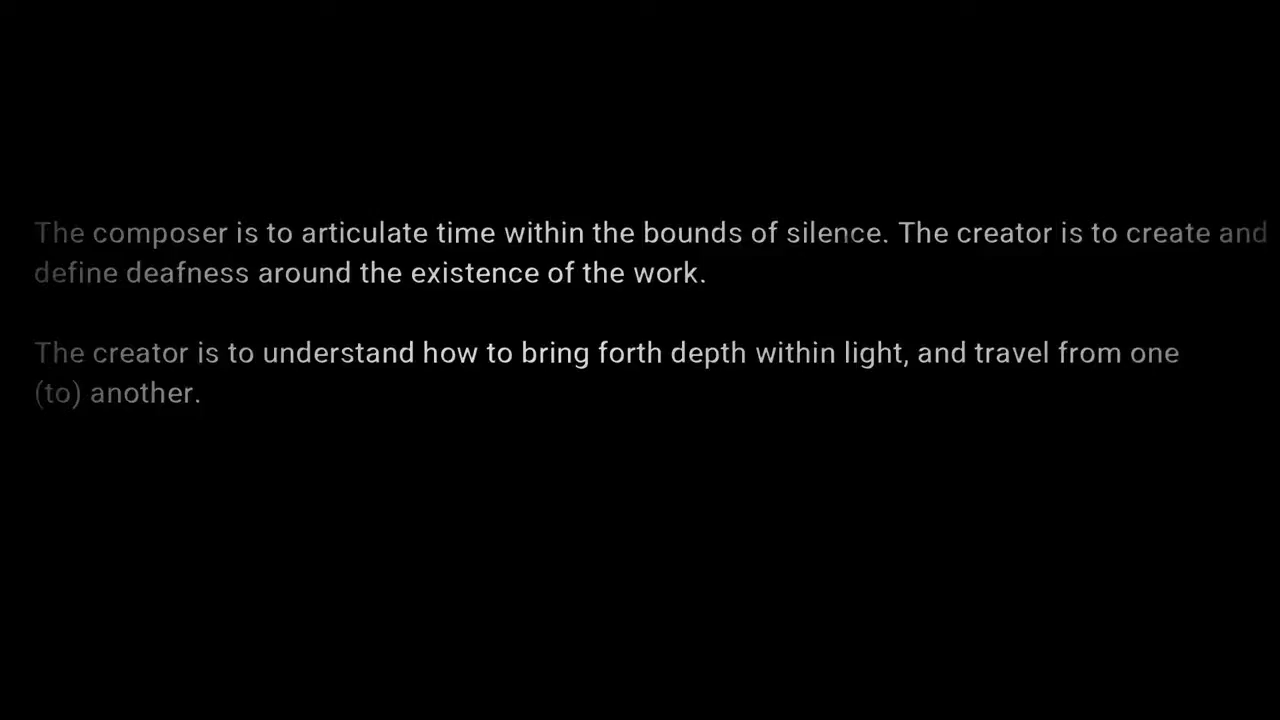 The composer is to articulate time within the bounds of silence. The creator is to create and
define deafness around the existence of the work.
The creator is to understand how to bring forth depth within light, and travel from one
(to) another.